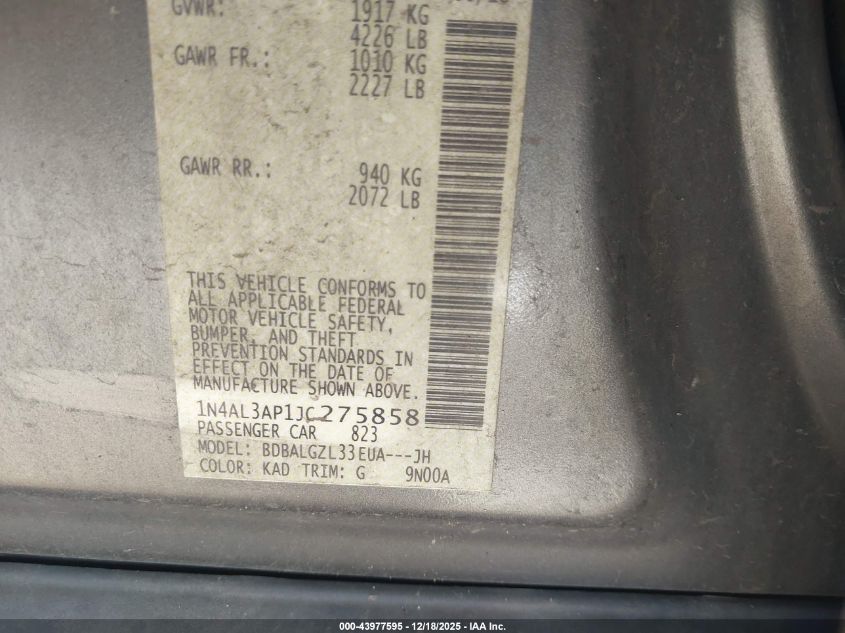 GVWR: 1917 KG
4226 LB
GAWR FR.: 1010 KG
2227 LB
GAWR RR.: 940 KG
2072 LB
THIS VEHICLE CONFORMS TO
ALL APPLICABLE FEDERAL
MOTOR VEHICLE SAFETY,
BUMPER, AND THEFT
PREVENTION STANDARDS IN
EFFECT ON THE DATE OF
MANUFACTURE SHOWN ABOVE.
1N4AL3AP1JC275858
PASSENGER CAR 823
MODEL: BDBALGZL33EUA---JH
COLOR: KAD TRIM: G 9N00A
000-43977595 - 12/18/2025 - IAA Inc.